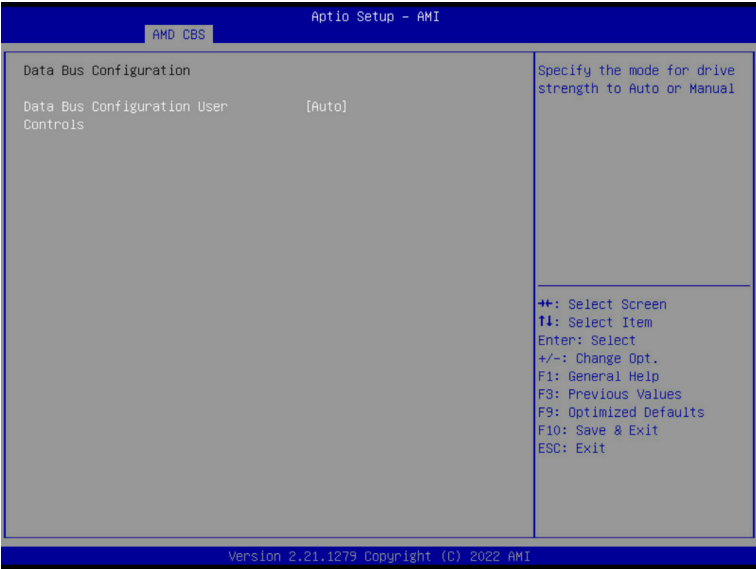 Aptio Setup – AMI
AMD CBS
Data Bus Configuration
Data Bus Configuration User [Auto]
Controls
Specify the mode for drive
strength to Auto or Manual
→←: Select Screen
↑↓: Select Item
Enter: Select
+/-: Change Opt.
F1: General Help
F3: Previous Values
F9: Optimized Defaults
F10: Save & Exit
ESC: Exit
Version 2.21.1279 Copyright (C) 2022 AMI